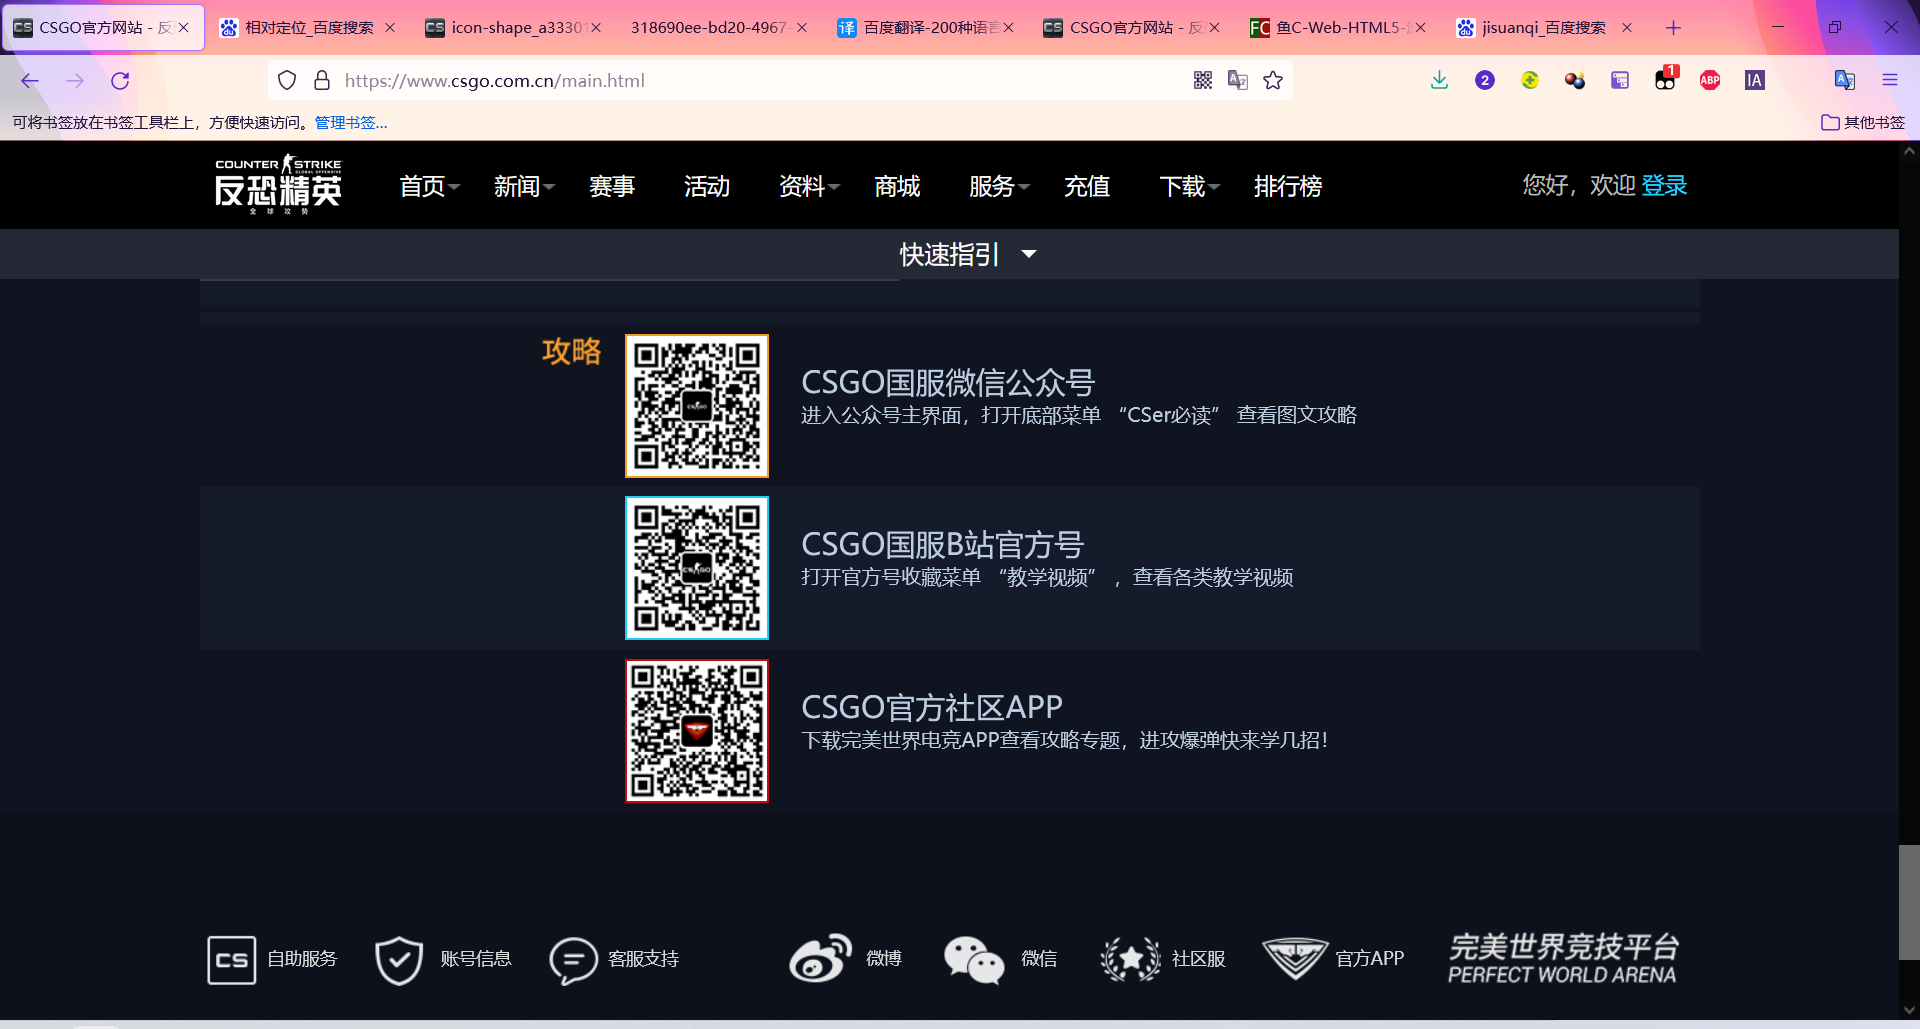 CSGO官方网站 - 反
相对定位_百度搜索
icon-shape_a33301
318690ee-bd20-4967-
百度翻译-200种语言
CSGO官方网站 - 反
鱼C-Web-HTML5-
jisuanqi_百度搜索
https://www.csgo.com.cn/main.html
2
1
ABP
IA
可将书签放在书签工具栏上，方便快速访问。管理书签...
其他书签
COUNTER STRIKE
GLOBAL OFFENSIVE
反恐精英
全球攻势
首页
新闻
赛事
活动
资料
商城
服务
充值
下载
排行榜
您好，欢迎 登录
快速指引
攻略
CSGO国服微信公众号
进入公众号主界面，打开底部菜单 “CSer必读” 查看图文攻略
CSGO国服B站官方号
打开官方号收藏菜单 “教学视频” ，查看各类教学视频
CSGO官方社区APP
下载完美世界电竞APP查看攻略专题，进攻爆弹快来学几招！
CS 自助服务
账号信息
客服支持
微博
微信
社区服
官方APP
完美世界竞技平台
PERFECT WORLD ARENA